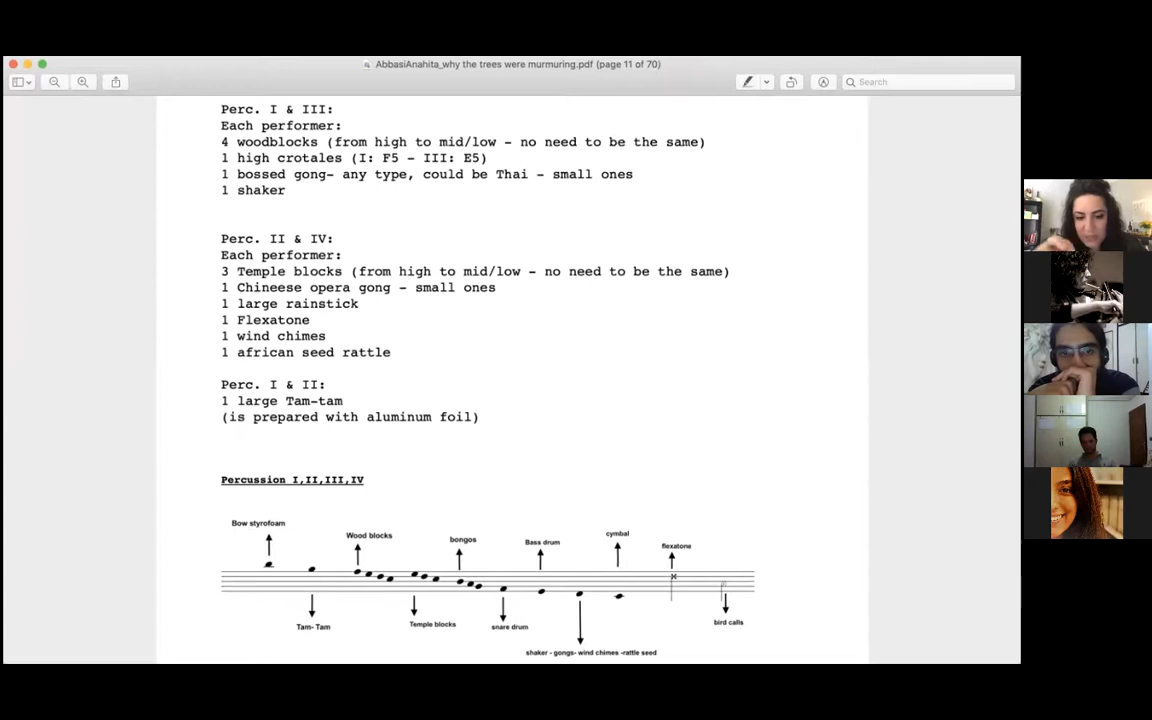 AbbasiAnahita_why the trees were murmuring.pdf (page 11 of 70)
Search
Perc. I & III:
Each performer:
4 woodblocks (from high to mid/low - no need to be the same)
1 high crotales (I: F5 - III: E5)
1 bossed gong- any type, could be Thai - small ones
1 shaker
Perc. II & IV:
Each performer:
3 Temple blocks (from high to mid/low - no need to be the same)
1 Chineese opera gong - small ones
1 large rainstick
1 Flexatone
1 wind chimes
1 african seed rattle
Perc. I & II:
1 large Tam-tam
(is prepared with aluminum foil)
Percussion I,II,III,IV
Bow styrofoam
Wood blocks
bongos
Bass drum
cymbal
flexatone
Tam- Tam
Temple blocks
snare drum
bird calls
shaker - gongs- wind chimes -rattle seed